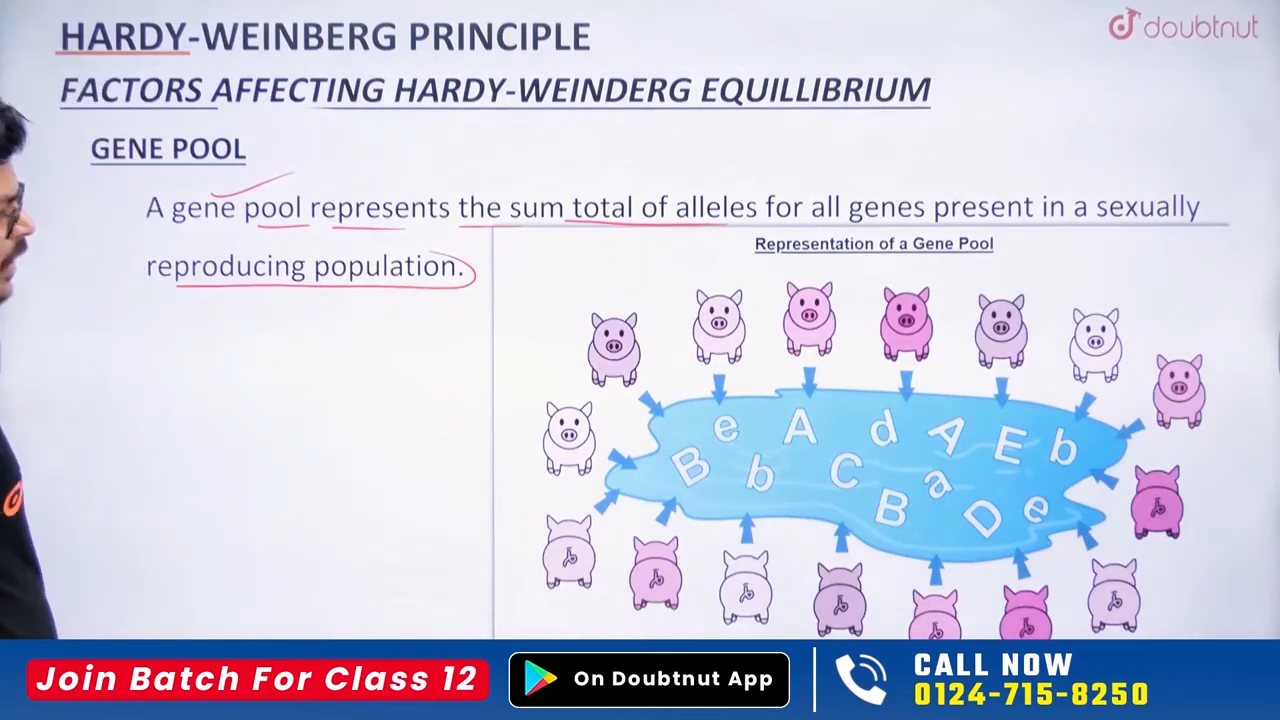 HARDY-WEINBERG PRINCIPLE
doubtnut
FACTORS AFFECTING HARDY-WEINDERG EQUILLIBRIUM
GENE POOL
A gene pool represents the sum total of alleles for all genes present in a sexually
reproducing population.
Representation of a Gene Pool
e A d A E b
B b C a
B D e
Join Batch For Class 12
On Doubtnut App
CALL NOW
0124-715-8250